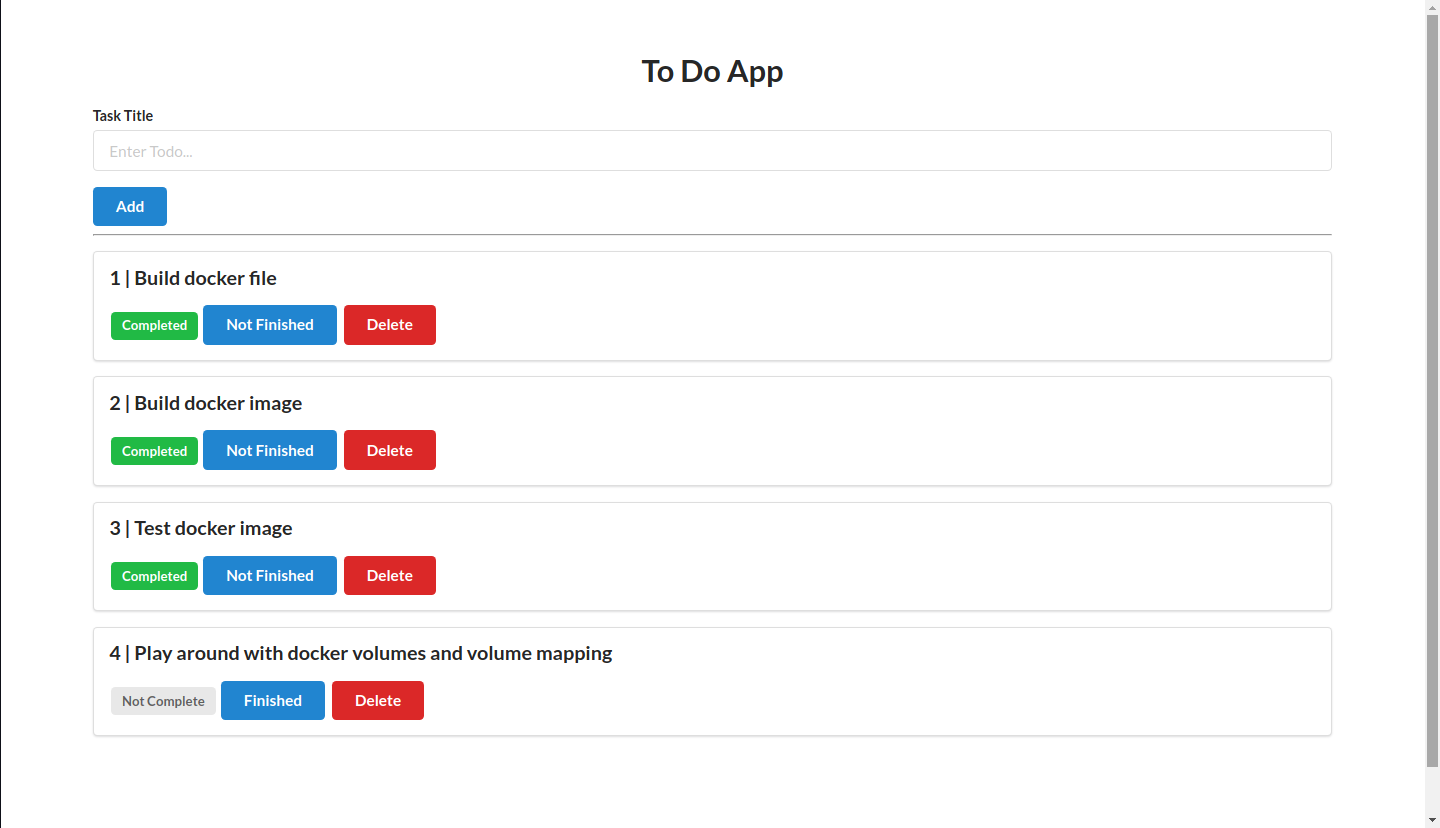 To Do App
Task Title
Enter Todo...
Add
1 | Build docker file
Completed Not Finished Delete
2 | Build docker image
Completed Not Finished Delete
3 | Test docker image
Completed Not Finished Delete
4 | Play around with docker volumes and volume mapping
Not Complete Finished Delete